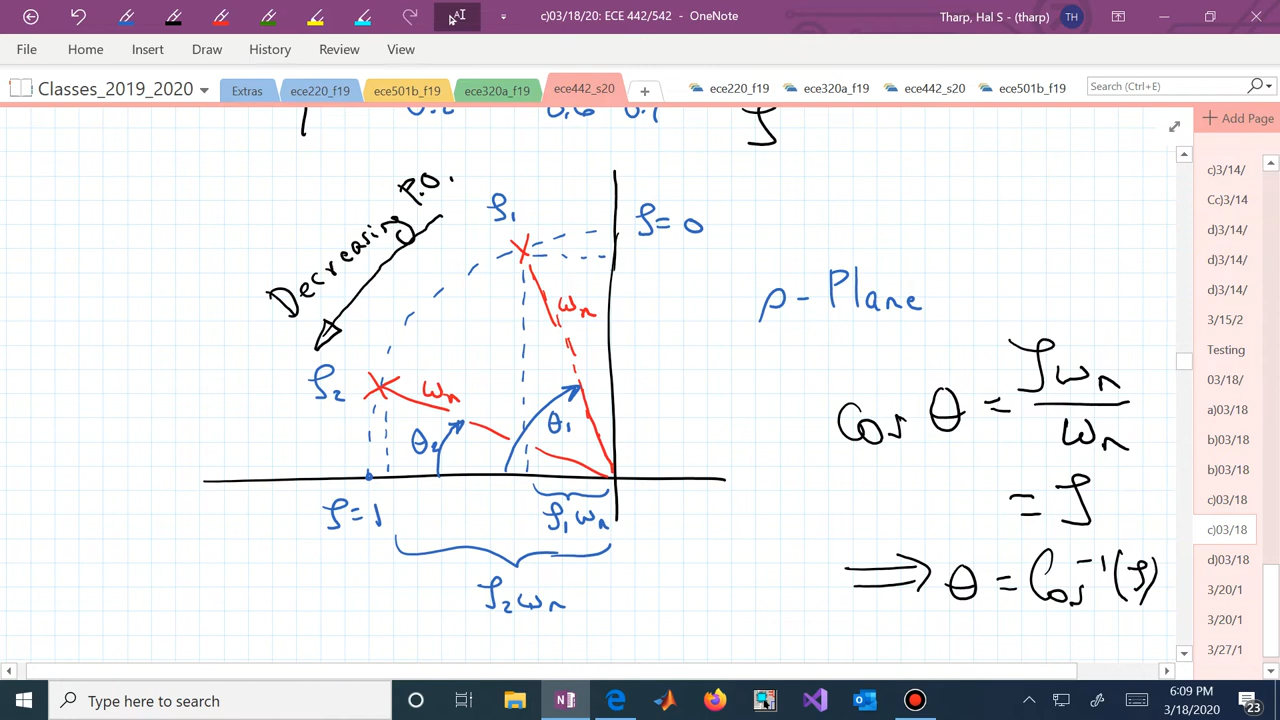 c)03/18/20: ECE 442/542 - OneNote
Tharp, Hal S - (tharp)
TH
File Home Insert Draw History Review View
Classes_2019_2020
Extras
ece220_f19
ece501b_f19
ece320a_f19
ece442_s20
ece220_f19
ece320a_f19
ece442_s20
ece501b_f19
Search (Ctrl+E)
Add Page
3/14/
Cc)3/14
d)3/14/
d)3/14/
d)3/14/
3/15/2
Testing
03/18/
a)03/18
b)03/18
b)03/18
c)03/18
c)03/18
d)03/18
3/20/1
3/20/1
3/27/1
ζ
Decreasing P.O.
ζ₁
ζ = 0
ωn
s-Plane
ζ₂
ωn
θ₁
θ₂
ζ = 1
ζ₁ωn
ζ₂ωn
Cos θ = ζωn / ωn
= ζ
⟹ θ = Cos⁻¹(ζ)
Type here to search
6:09 PM
3/18/2020
23